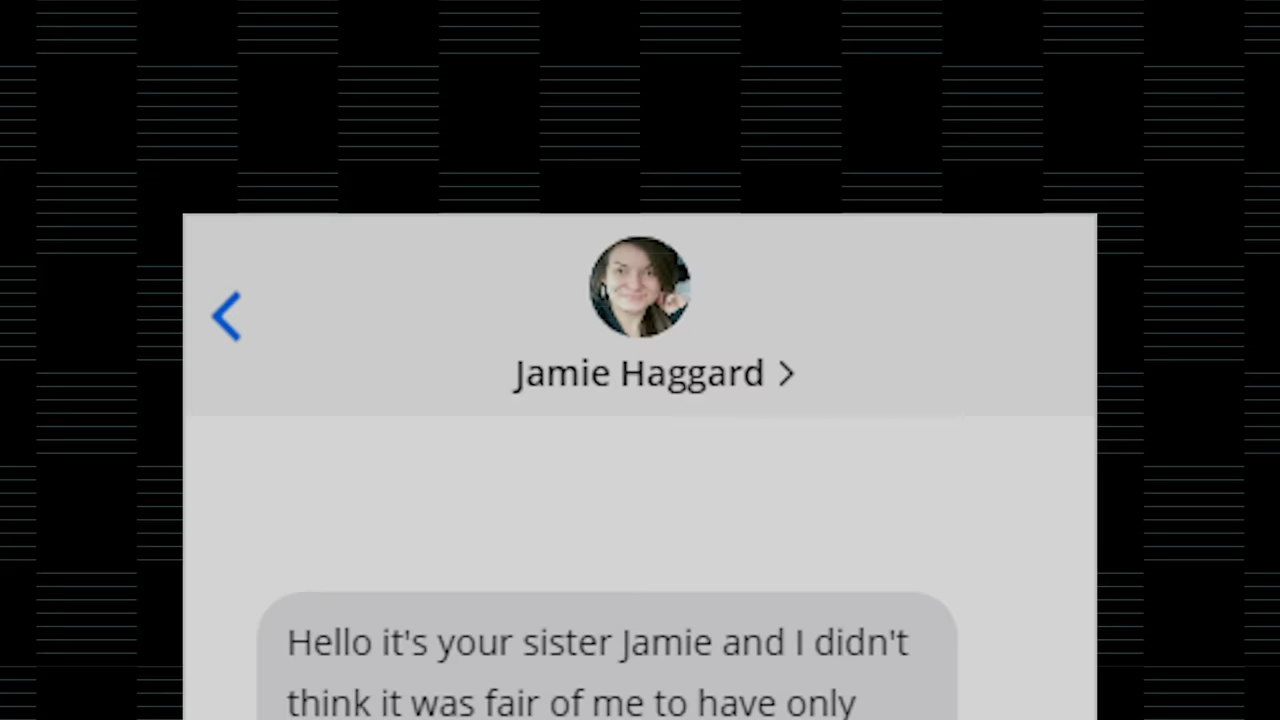 Jamie Haggard
Hello it's your sister Jamie and I didn't
think it was fair of me to have only